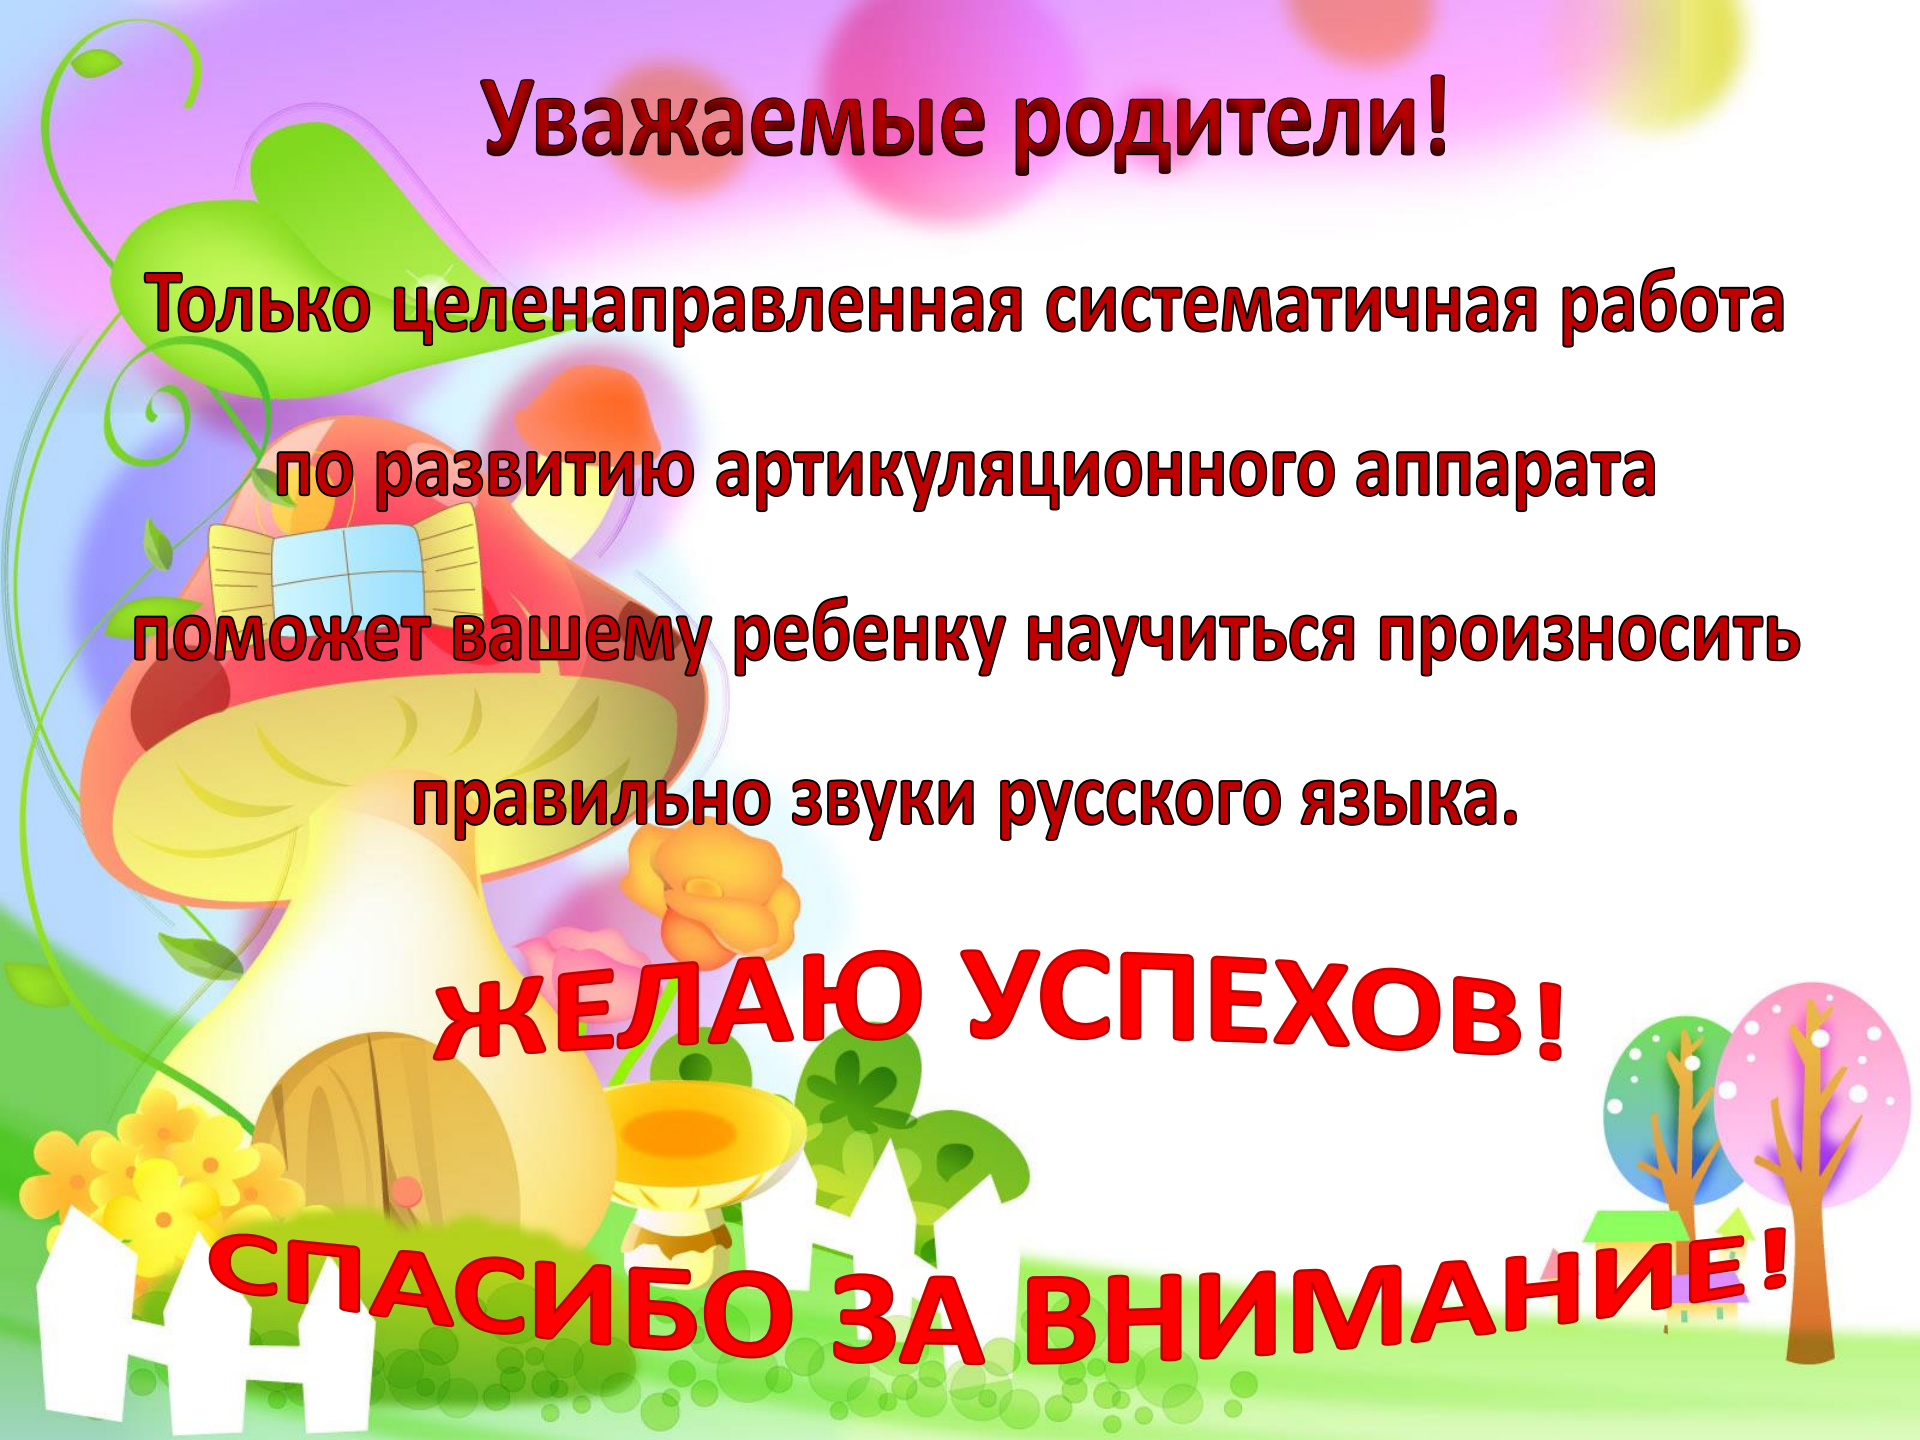 Уважаемые родители!
Только целенаправленная систематичная работа
по развитию артикуляционного аппарата
поможет вашему ребенку научиться произносить
правильно звуки русского языка.
ЖЕЛАЮ УСПЕХОВ!
СПАСИБО ЗА ВНИМАНИЕ!